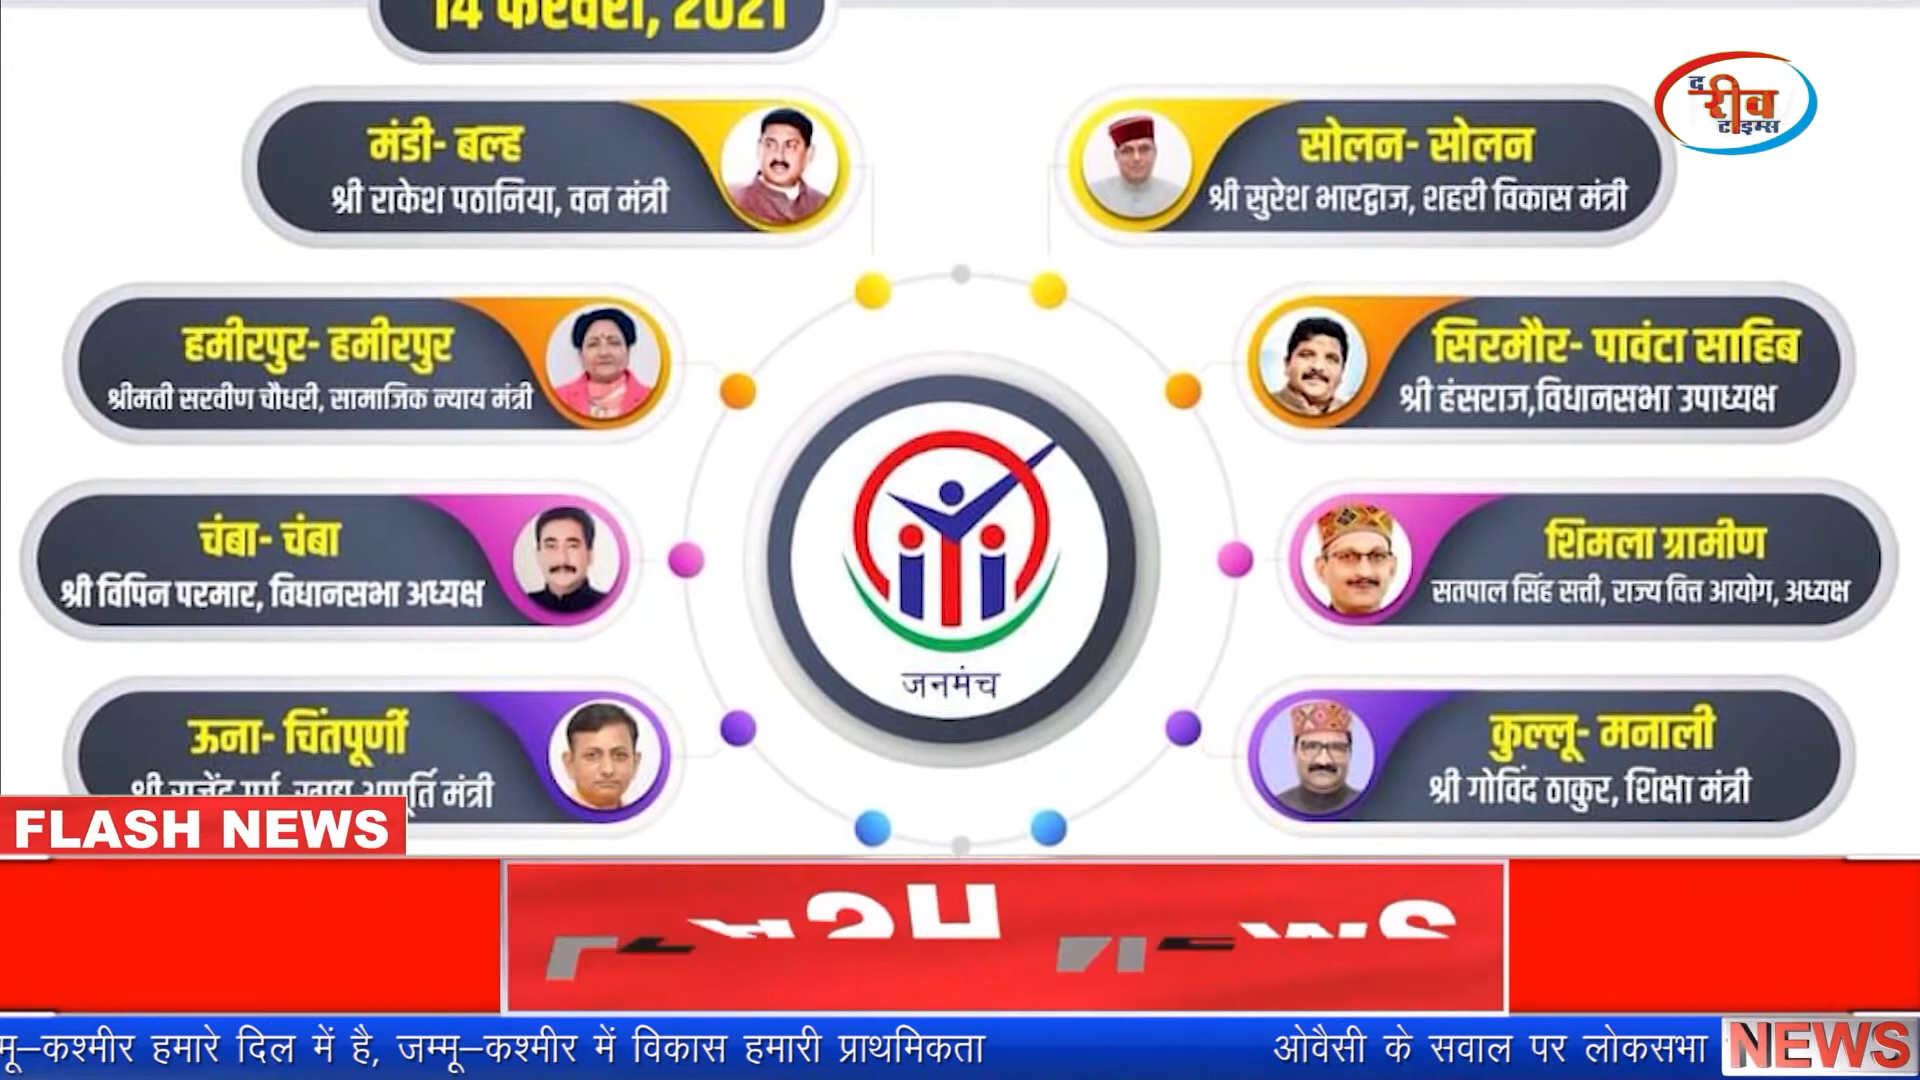 14 फरवरी, 2021
द रीव टाइम्स
मंडी- बल्ह
श्री राकेश पठानिया, वन मंत्री
सोलन- सोलन
श्री सुरेश भारद्वाज, शहरी विकास मंत्री
हमीरपुर- हमीरपुर
श्रीमती सरवीण चौधरी, सामाजिक न्याय मंत्री
सिरमौर- पावंटा साहिब
श्री हंसराज,विधानसभा उपाध्यक्ष
चंबा- चंबा
श्री विपिन परमार, विधानसभा अध्यक्ष
शिमला ग्रामीण
सतपाल सिंह सत्ती, राज्य वित्त आयोग, अध्यक्ष
जनमंच
ऊना- चिंतपूर्णी
मंत्री
कुल्लू- मनाली
श्री गोविंद ठाकुर, शिक्षा मंत्री
FLASH NEWS
मू–कश्मीर हमारे दिल में है, जम्मू–कश्मीर में विकास हमारी प्राथमिकता ओवैसी के सवाल पर लोकसभा
NEWS